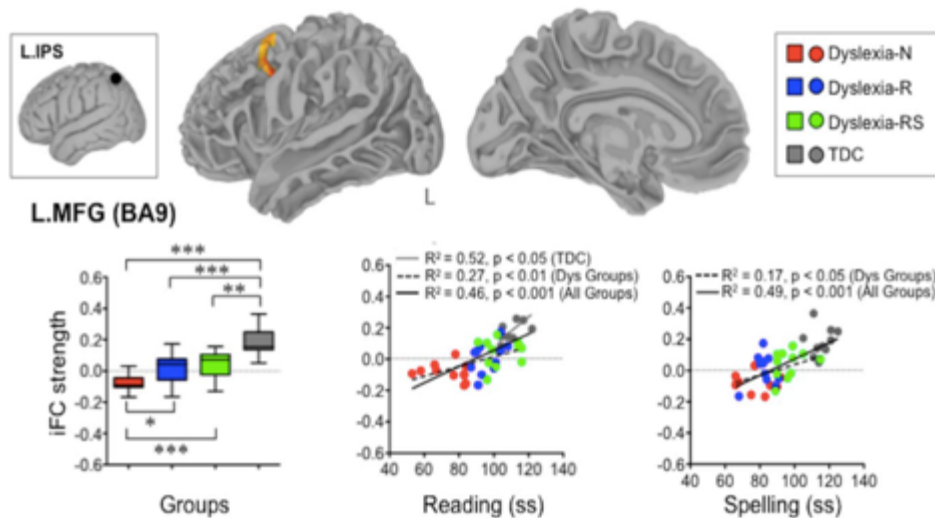 L.IPS
Dyslexia-N
Dyslexia-R
Dyslexia-RS
TDC
L
L.MFG (BA9)
iFC strength
0.6
0.4
0.2
0.0
-0.2
-0.4
-0.6
***
***
**
*
***
Groups
R² = 0.52, p < 0.05 (TDC)
R² = 0.27, p < 0.01 (Dys Groups)
R² = 0.46, p < 0.001 (All Groups)
0.6
0.4
0.2
0.0
-0.2
-0.4
-0.6
40 60 80 100 120 140
Reading (ss)
R² = 0.17, p < 0.05 (Dys Groups)
R² = 0.49, p < 0.001 (All Groups)
0.6
0.4
0.2
0.0
-0.2
-0.4
-0.6
40 60 80 100 120 140
Spelling (ss)